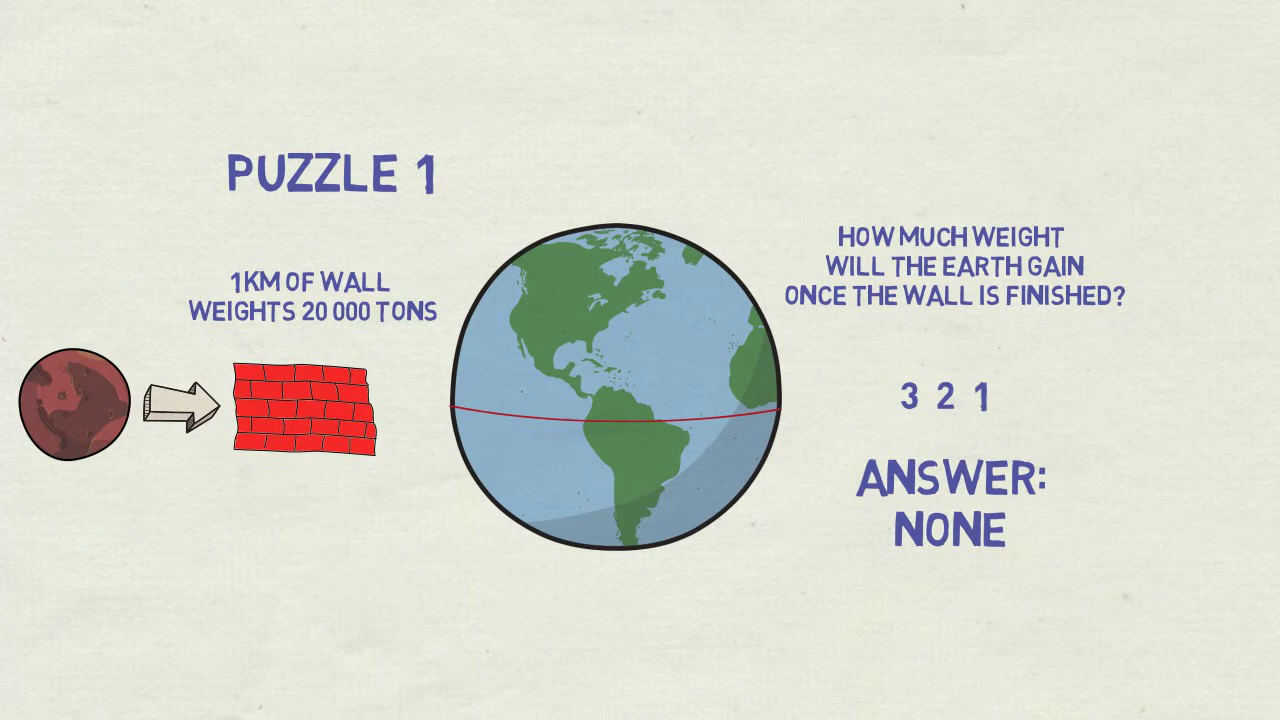 PUZZLE 1
1KM OF WALL
WEIGHTS 20 000 TONS
HOW MUCH WEIGHT
WILL THE EARTH GAIN
ONCE THE WALL IS FINISHED?
3 2 1
ANSWER:
NONE